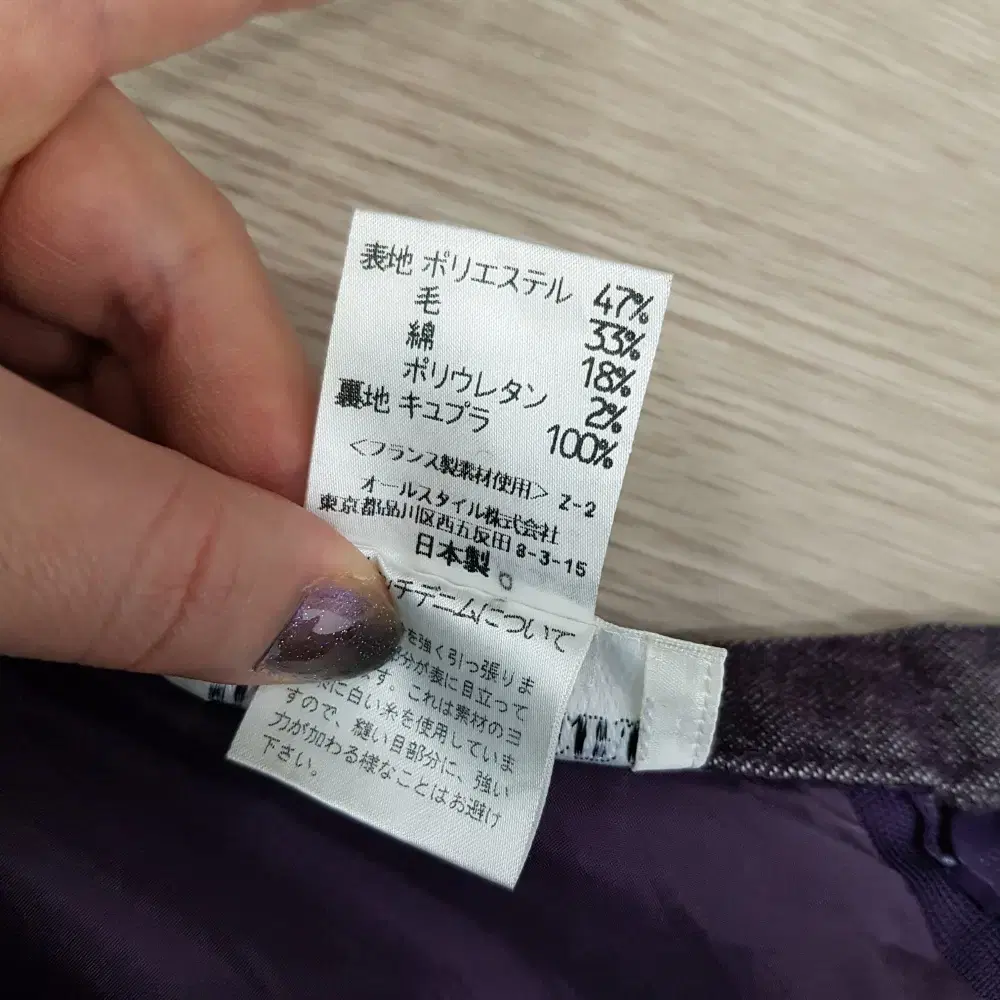 表地 ポリエステル 47%
毛 33%
綿 18%
ポリウレタン 2%
裏地 キュプラ 100%
<フランス製素材使用> Z-2
オールスタイル株式会社
東京都品川区西五反田 8-3-15
日本製
チデニムについて
を強く引っ張りま
分が表に目立って
す。これは素材のヨ
に白い糸を使用していま
すので、縫い目部分に、強い
力が加わる様なことはお避け
下さい。